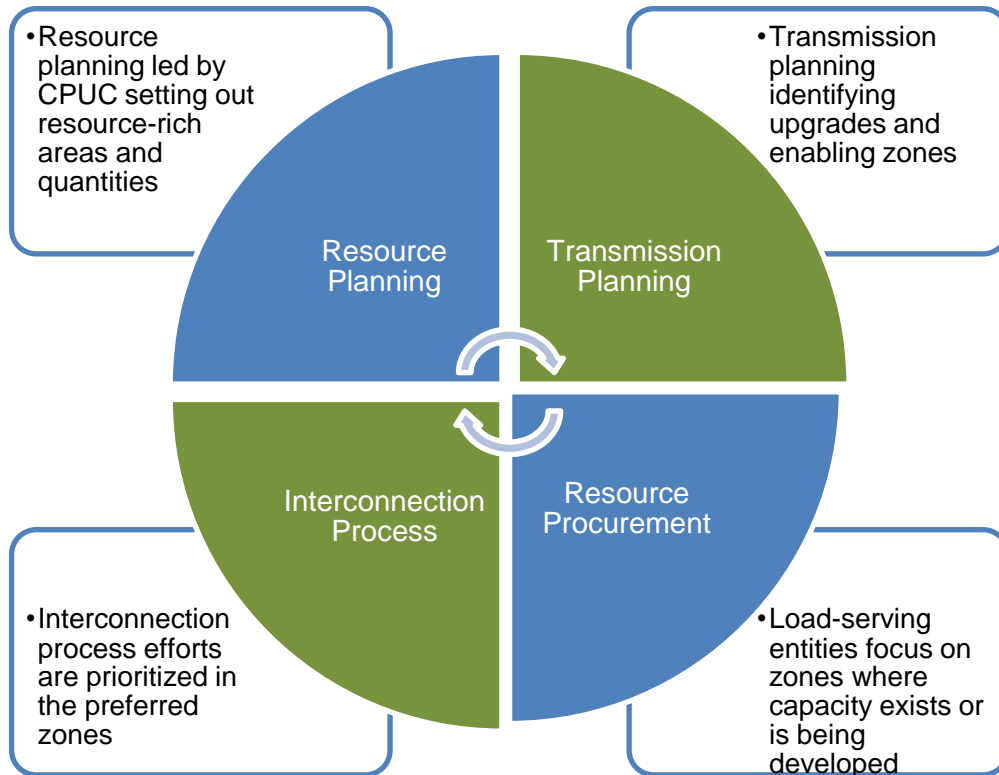 •Resource
planning led by
CPUC setting out
resource-rich
areas and
quantities
•Transmission
planning
identifying
upgrades and
enabling zones
Resource
Planning
Transmission
Planning
Interconnection
Process
Resource
Procurement
•Interconnection
process efforts
are prioritized in
the preferred
zones
•Load-serving
entities focus on
zones where
capacity exists or
is being
developed